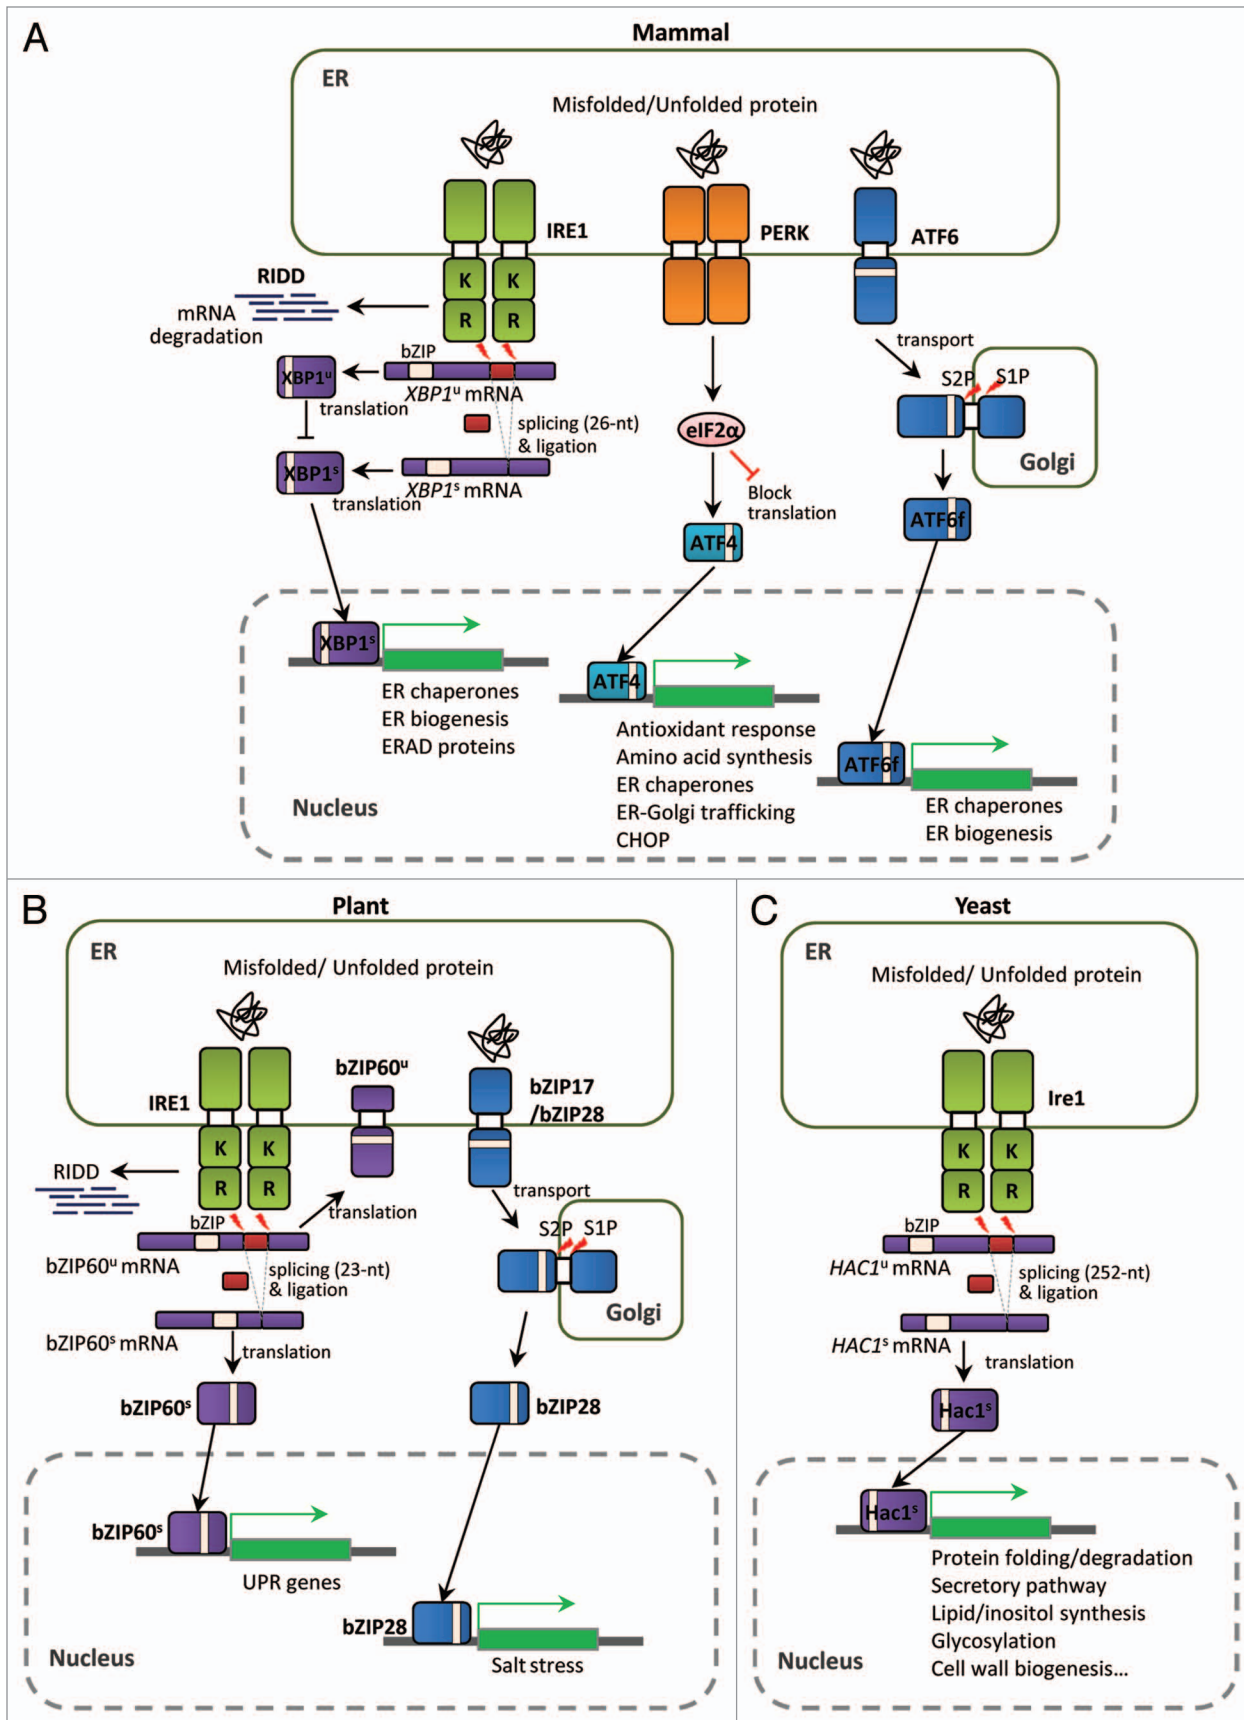 A
Mammal
ER
Misfolded/Unfolded protein
IRE1
PERK
ATF6
K
K
R
R
RIDD
mRNA
degradation
bZIP
XBP1ᵘ
XBP1ᵘ mRNA
translation
splicing (26-nt)
& ligation
XBP1ˢ
XBP1ˢ mRNA
translation
eIF2α
Block
translation
ATF4
transport
S2P
S1P
Golgi
ATF6f
XBP1ˢ
ER chaperones
ER biogenesis
ERAD proteins
ATF4
Antioxidant response
Amino acid synthesis
ER chaperones
ER-Golgi trafficking
CHOP
ATF6f
ER chaperones
ER biogenesis
Nucleus
B
Plant
ER
Misfolded/ Unfolded protein
IRE1
bZIP60ᵘ
bZIP17
/bZIP28
K
K
R
R
RIDD
translation
bZIP
bZIP60ᵘ mRNA
splicing (23-nt)
& ligation
bZIP60ˢ mRNA
translation
bZIP60ˢ
transport
S2P
S1P
Golgi
bZIP28
bZIP60ˢ
UPR genes
bZIP28
Salt stress
Nucleus
C
Yeast
ER
Misfolded/ Unfolded protein
Ire1
K
K
R
R
bZIP
HAC1ᵘ mRNA
splicing (252-nt)
& ligation
HAC1ˢ mRNA
translation
Hac1ˢ
Hac1ˢ
Protein folding/degradation
Secretory pathway
Lipid/inositol synthesis
Glycosylation
Cell wall biogenesis...
Nucleus